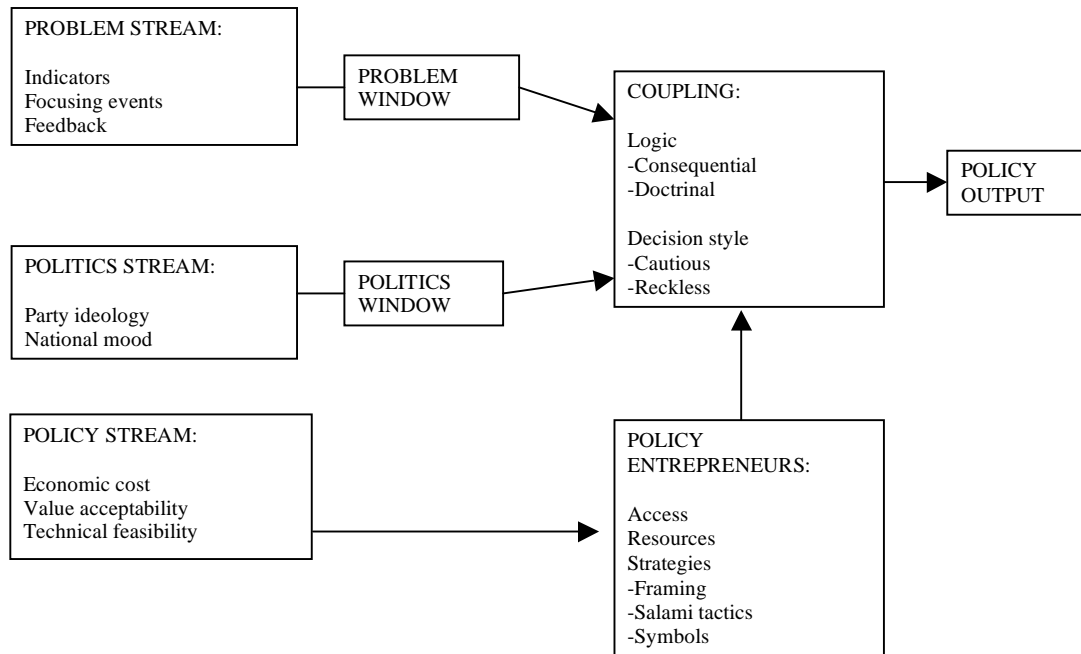 PROBLEM STREAM:
Indicators
Focusing events
Feedback
PROBLEM
WINDOW
POLITICS STREAM:
Party ideology
National mood
POLITICS
WINDOW
POLICY STREAM:
Economic cost
Value acceptability
Technical feasibility
COUPLING:
Logic
-Consequential
-Doctrinal
Decision style
-Cautious
-Reckless
POLICY
ENTREPRENEURS:
Access
Resources
Strategies
-Framing
-Salami tactics
-Symbols
POLICY
OUTPUT